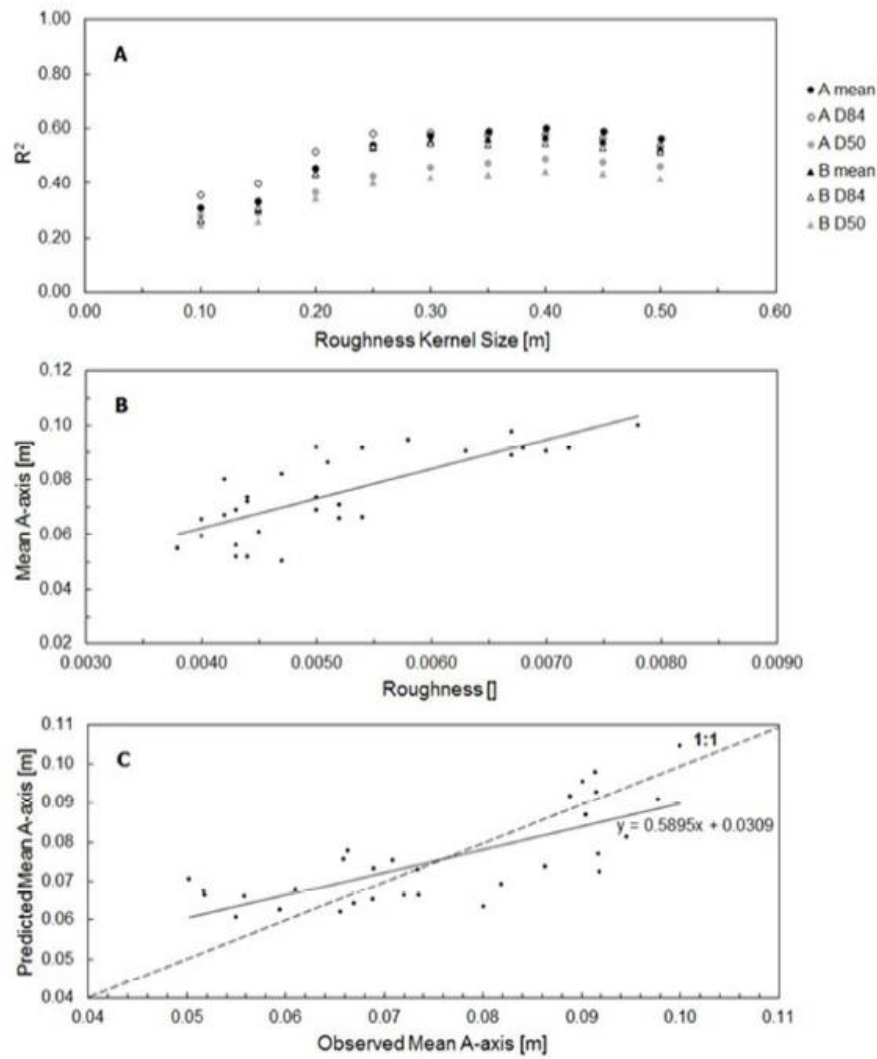 A
1.00
0.80
0.60
0.40
0.20
0.00
R²
0.00 0.10 0.20 0.30 0.40 0.50 0.60
Roughness Kernel Size [m]
A mean
A D84
A D50
B mean
B D84
B D50
B
0.12
0.10
0.08
0.06
0.04
0.02
Mean A-axis [m]
0.0030 0.0040 0.0050 0.0060 0.0070 0.0080 0.0090
Roughness []
C
0.11
0.10
0.09
0.08
0.07
0.06
0.05
0.04
Predicted Mean A-axis [m]
1:1
y = 0.5895x + 0.0309
0.04 0.05 0.06 0.07 0.08 0.09 0.10 0.11
Observed Mean A-axis [m]